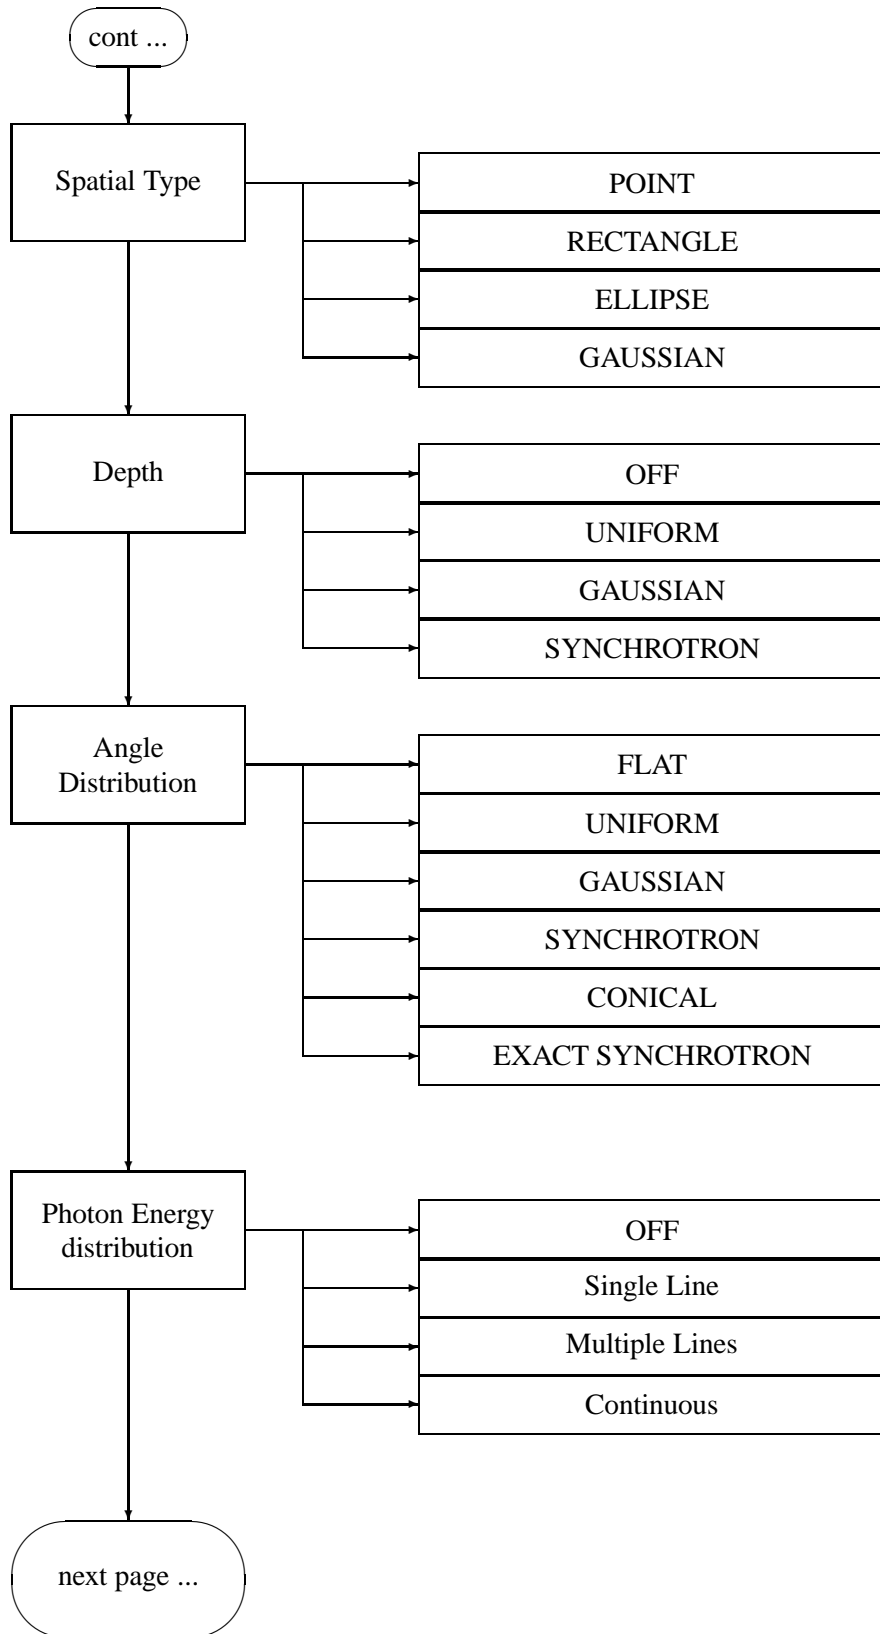 cont ...
Spatial Type
POINT
RECTANGLE
ELLIPSE
GAUSSIAN
Depth
OFF
UNIFORM
GAUSSIAN
SYNCHROTRON
Angle
Distribution
FLAT
UNIFORM
GAUSSIAN
SYNCHROTRON
CONICAL
EXACT SYNCHROTRON
Photon Energy
distribution
OFF
Single Line
Multiple Lines
Continuous
next page ...